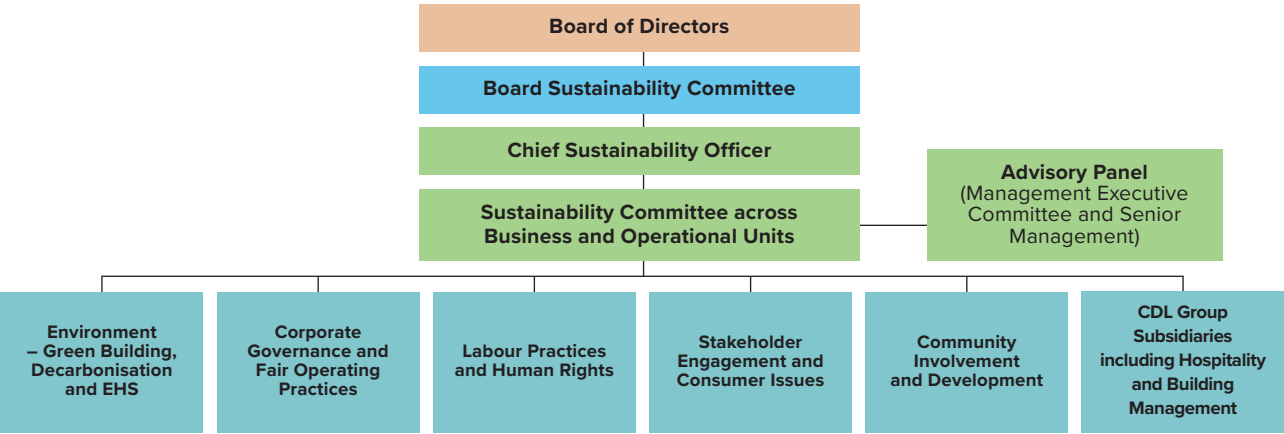 Board of Directors
Board Sustainability Committee
Chief Sustainability Officer
Sustainability Committee across
Business and Operational Units
Advisory Panel
(Management Executive
Committee and Senior
Management)
Environment
– Green Building,
Decarbonisation
and EHS
Corporate
Governance and
Fair Operating
Practices
Labour Practices
and Human Rights
Stakeholder
Engagement and
Consumer Issues
Community
Involvement
and Development
CDL Group
Subsidiaries
including Hospitality
and Building
Management